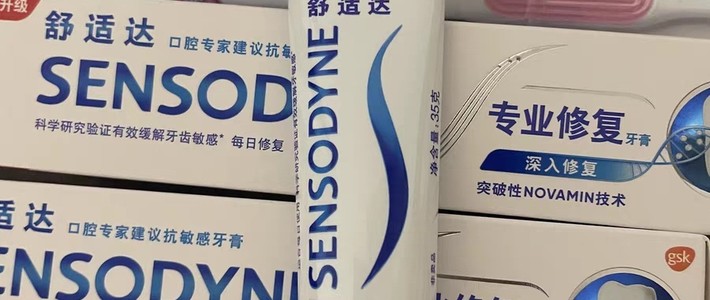 升级
舒适达
口腔专家建议抗敏
SENSOD
科学研究验证有效缓解牙齿敏感* 每日修复
舒适达
SENSODYNE
净含量:35克
专业修复牙膏
深入修复
突破性NOVAMIN技术
适达
口腔专家建议抗敏感牙膏
ENSODYN
gsk
业修复